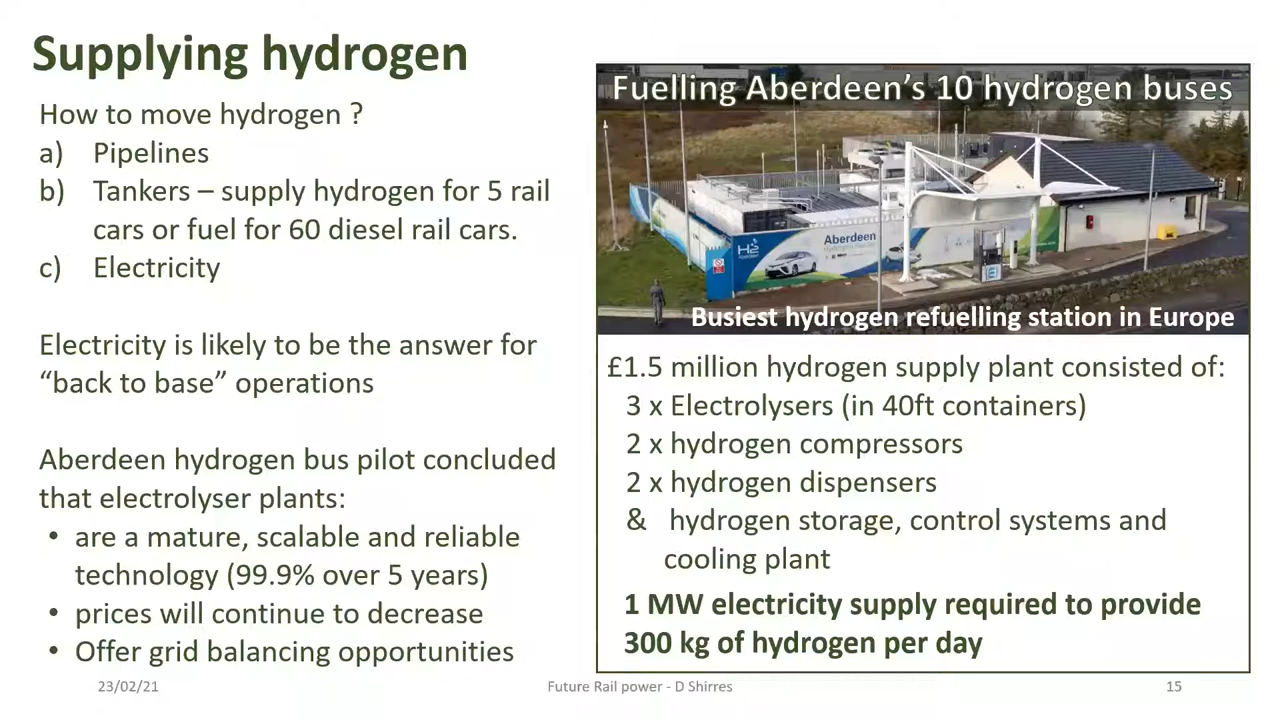 Supplying hydrogen
How to move hydrogen ?
a) Pipelines
b) Tankers – supply hydrogen for 5 rail
cars or fuel for 60 diesel rail cars.
c) Electricity
Electricity is likely to be the answer for
“back to base” operations
Aberdeen hydrogen bus pilot concluded
that electrolyser plants:
• are a mature, scalable and reliable
technology (99.9% over 5 years)
• prices will continue to decrease
• Offer grid balancing opportunities
Fuelling Aberdeen’s 10 hydrogen buses
H2
Aberdeen
Busiest hydrogen refuelling station in Europe
£1.5 million hydrogen supply plant consisted of:
3 x Electrolysers (in 40ft containers)
2 x hydrogen compressors
2 x hydrogen dispensers
& hydrogen storage, control systems and
cooling plant
1 MW electricity supply required to provide
300 kg of hydrogen per day
23/02/21
Future Rail power - D Shirres
15